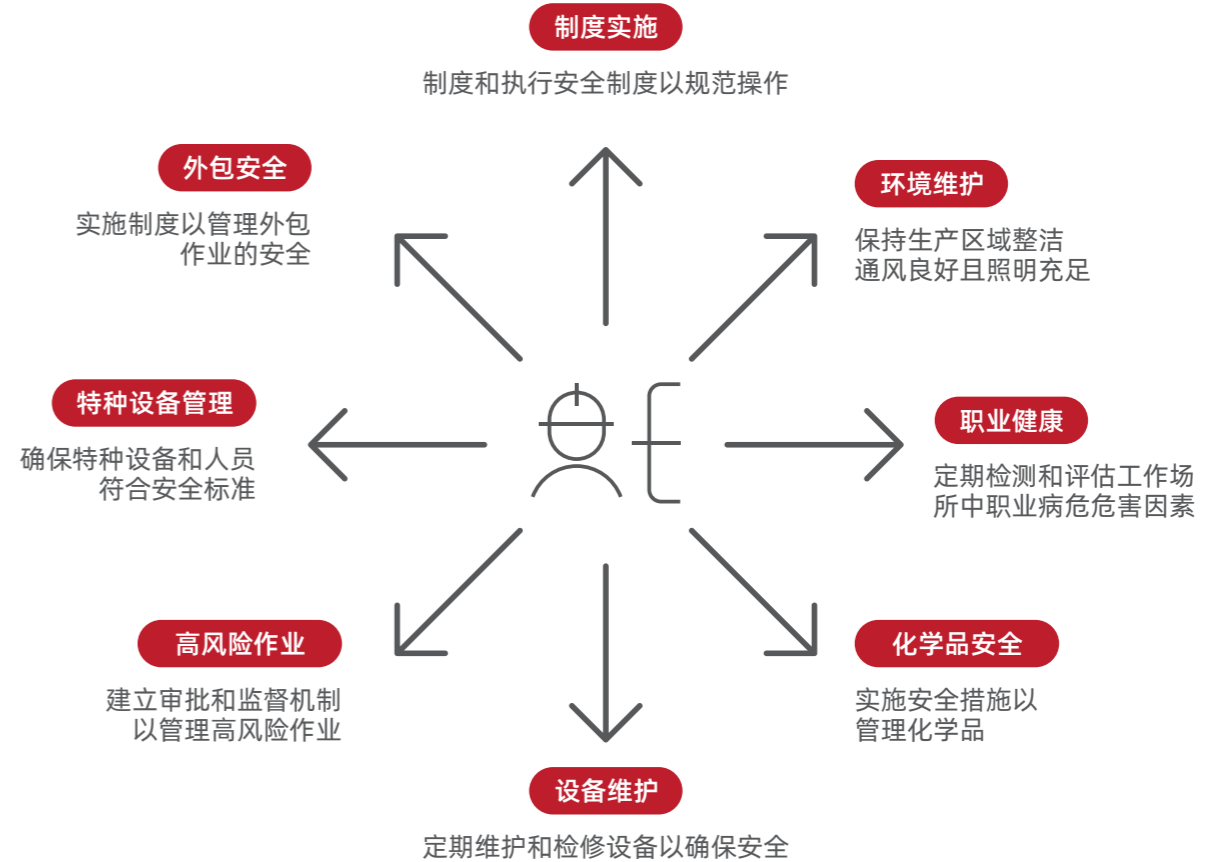 制度实施
制度和执行安全制度以规范操作
外包安全
实施制度以管理外包
作业的安全
环境维护
保持生产区域整洁
通风良好且照明充足
特种设备管理
确保特种设备和人员
符合安全标准
职业健康
定期检测和评估工作场
所中职业病危危害因素
高风险作业
建立审批和监督机制
以管理高风险作业
化学品安全
实施安全措施以
管理化学品
设备维护
定期维护和检修设备以确保安全